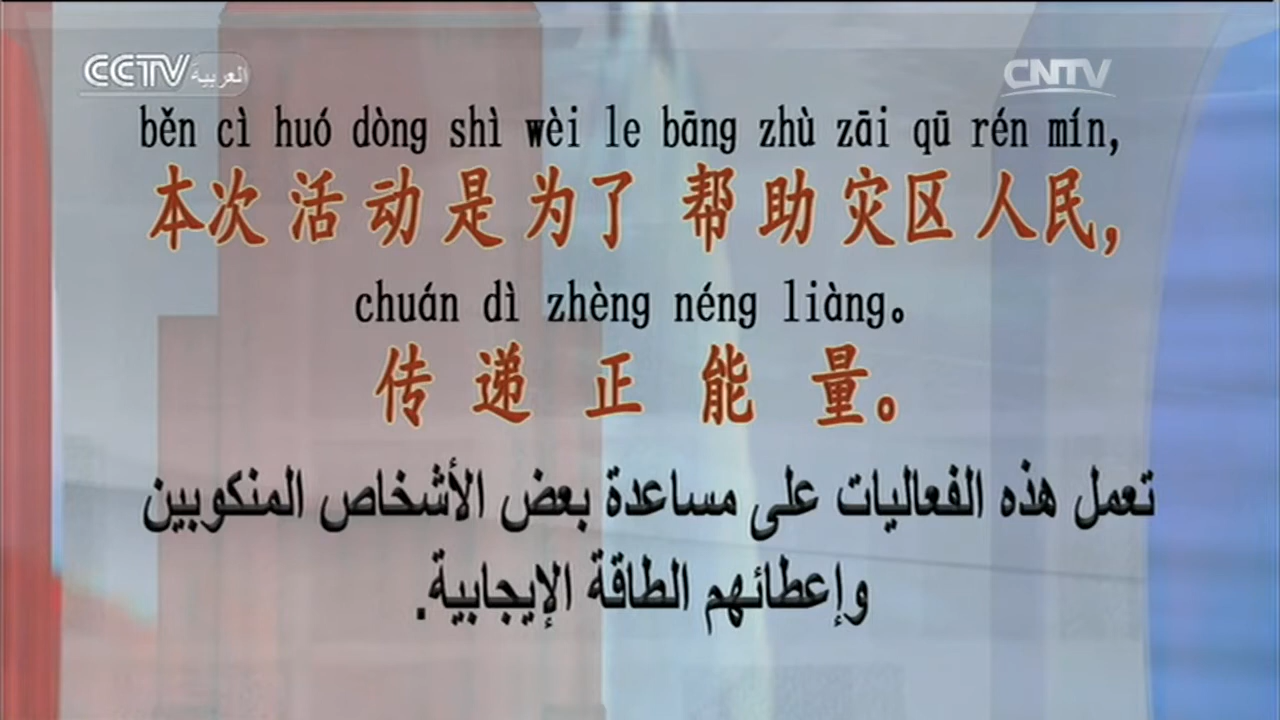 CCTV العربية
CNTV
běn cì huó dòng shì wèi le bāng zhù zāi qū rén mín,
本次活动是为了帮助灾区人民,
chuán dì zhèng néng liàng。
传递正能量。
تعمل هذه الفعاليات على مساعدة بعض الأشخاص المنكوبين
وإعطائهم الطاقة الإيجابية.